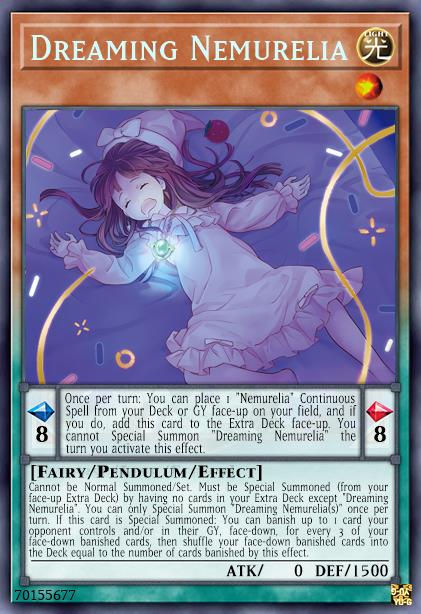 DREAMING NEMURELIA
LIGHT
光
Once per turn: You can place 1 "Nemurelia" Continuous
Spell from your Deck or GY face-up on your field, and if
you do, add this card to the Extra Deck face-up. You
cannot Special Summon "Dreaming Nemurelia" the
turn you activate this effect.
8
8
[FAIRY/PENDULUM/EFFECT]
Cannot be Normal Summoned/Set. Must be Special Summoned (from your
face-up Extra Deck) by having no cards in your Extra Deck except "Dreaming
Nemurelia". You can only Special Summon "Dreaming Nemurelia(s)" once per
turn. If this card is Special Summoned: You can banish up to 1 card your
opponent controls and/or in their GY, face-down, for every 3 of your
face-down banished cards, then shuffle your face-down banished cards into
the Deck equal to the number of cards banished by this effect.
ATK/ 0 DEF/1500
70155677